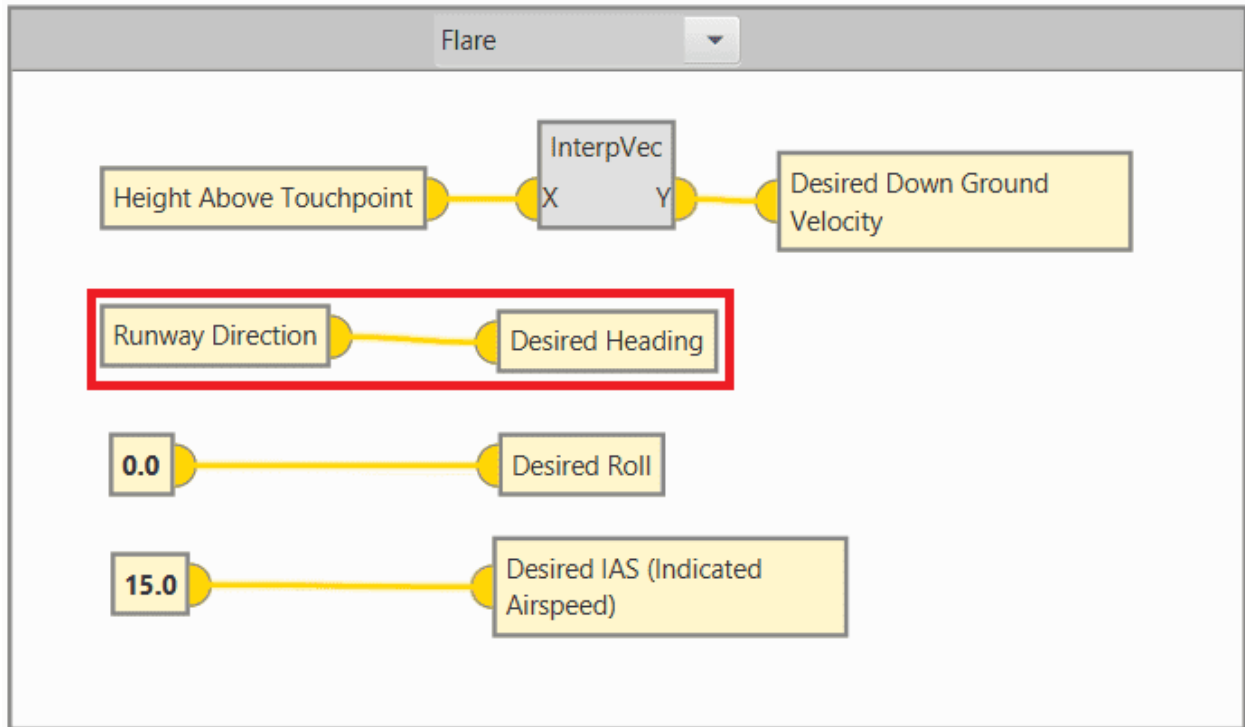 Flare
InterpVec
Height Above Touchpoint
X Y
Desired Down Ground
Velocity
Runway Direction
Desired Heading
0.0
Desired Roll
15.0
Desired IAS (Indicated
Airspeed)